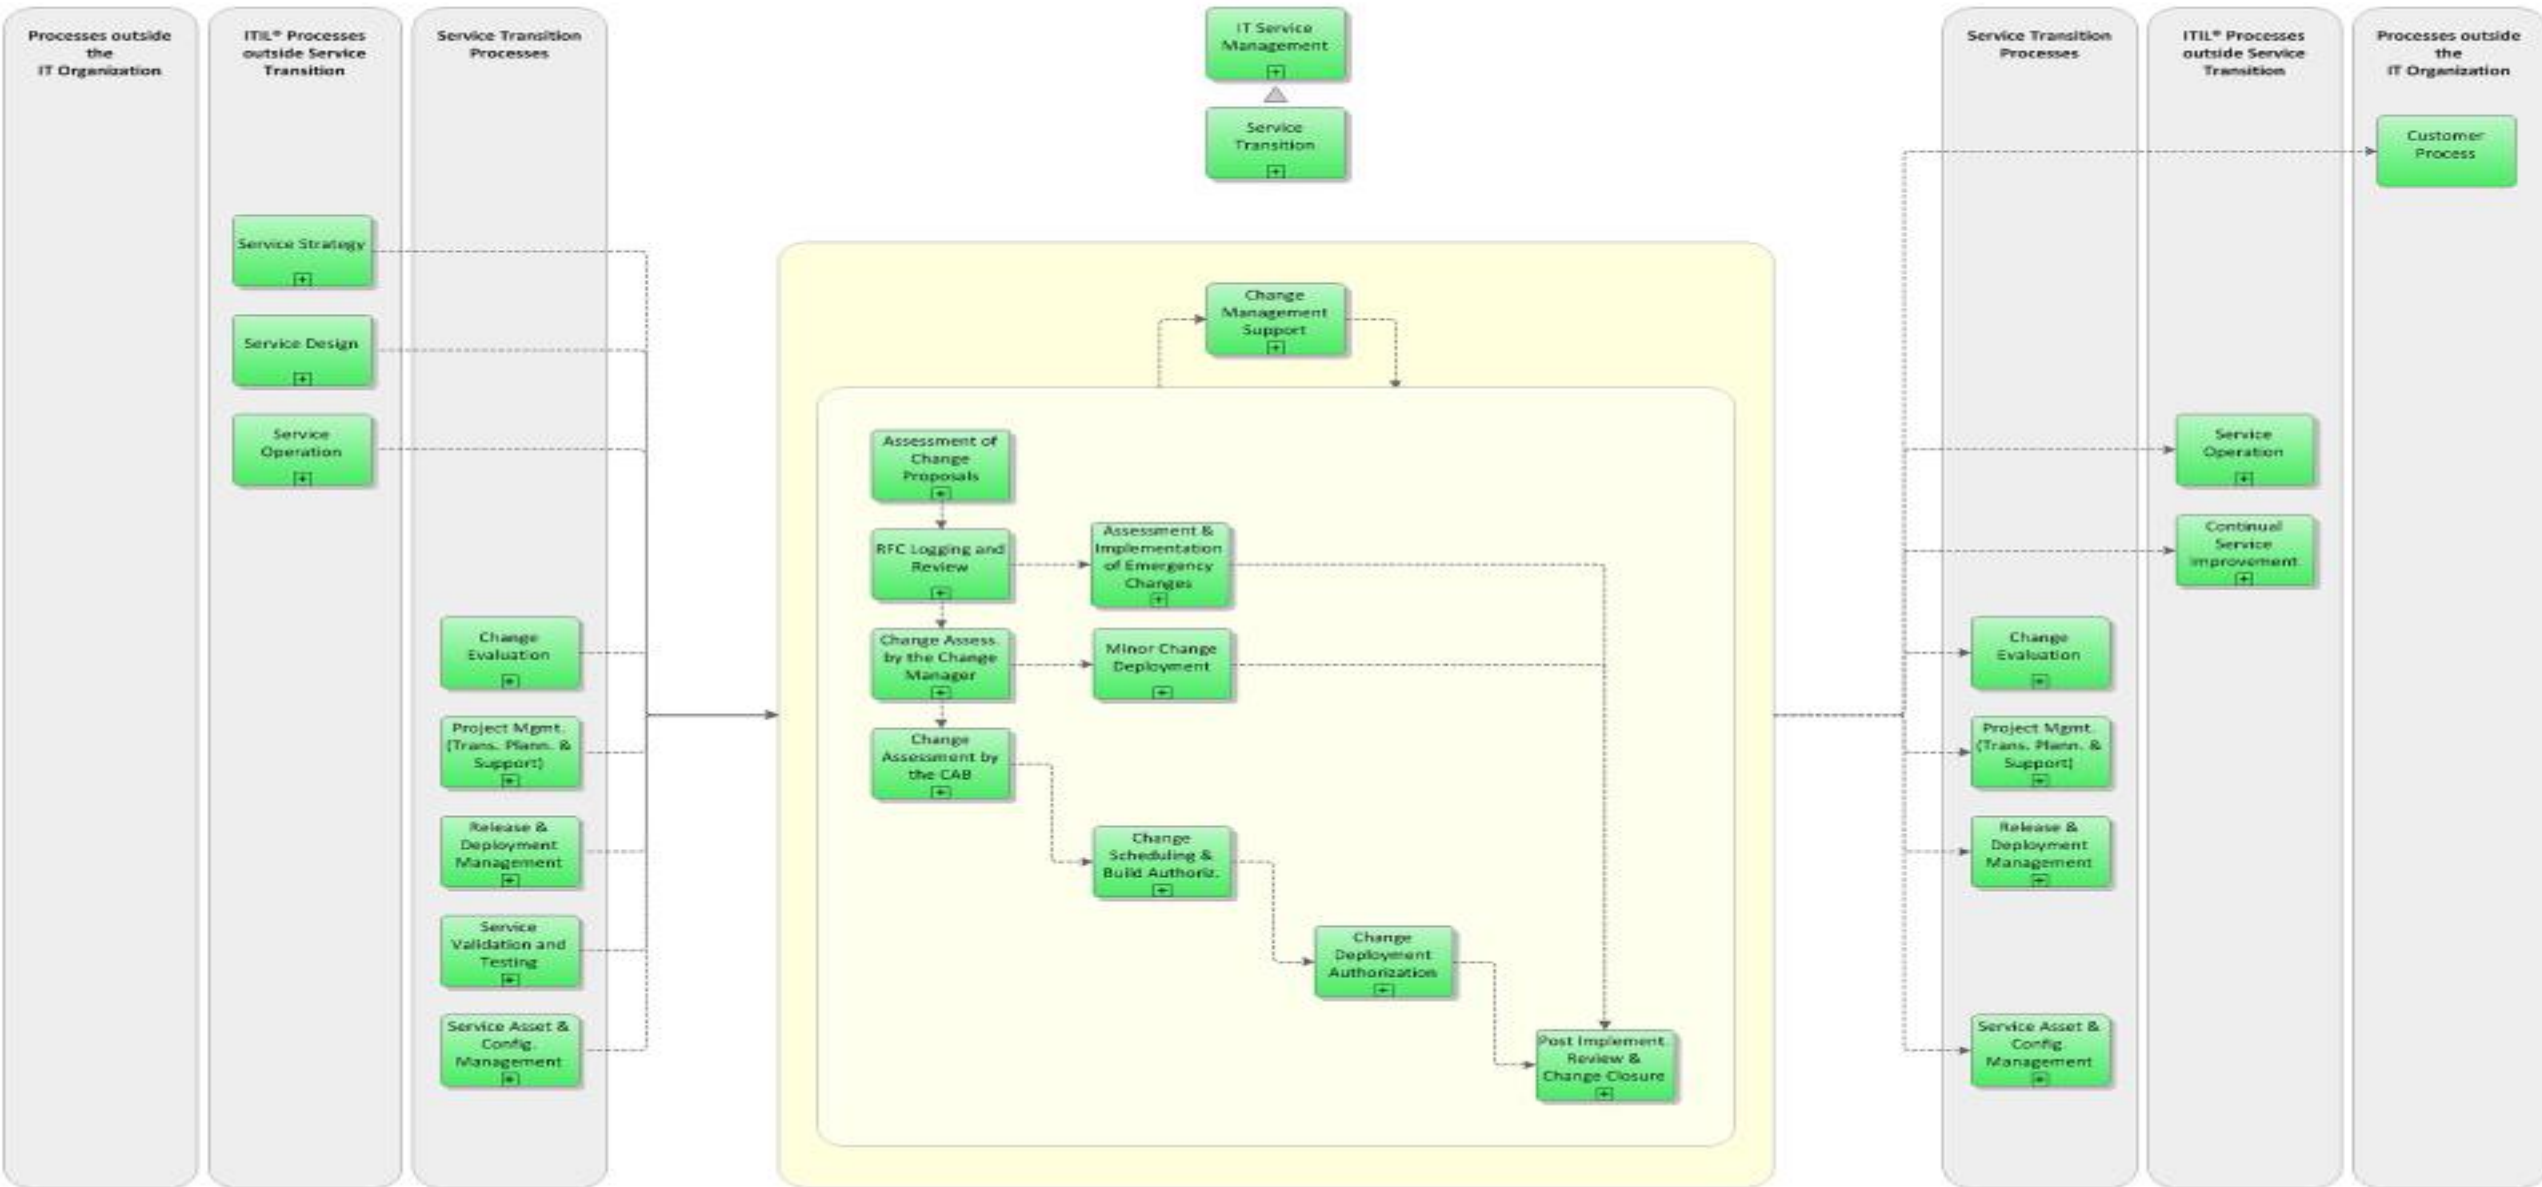 Processes outside
the
IT Organization
ITIL® Processes
outside Service
Transition
Service Transition
Processes
IT Service
Management
Service
Transition
Service Transition
Processes
ITIL® Processes
outside Service
Transition
Processes outside
the
IT Organization
Customer
Process
Service Strategy
Service Design
Service
Operation
Change
Evaluation
Project Mgmt.
(Trans. Plann. &
Support)
Release &
Deployment
Management
Service
Validation and
Testing
Service Asset &
Config.
Management
Change
Management
Support
Assessment of
Change
Proposals
RFC Logging and
Review
Assessment &
Implementation
of Emergency
Changes
Change Assess.
by the Change
Manager
Minor Change
Deployment
Change
Assessment by
the CAB
Change
Scheduling &
Build Authoriz.
Change
Deployment
Authorization
Post Implement.
Review &
Change Closure
Service
Operation
Continual
Service
Improvement
Change
Evaluation
Project Mgmt.
(Trans. Plann. &
Support)
Release &
Deployment
Management
Service Asset &
Config.
Management